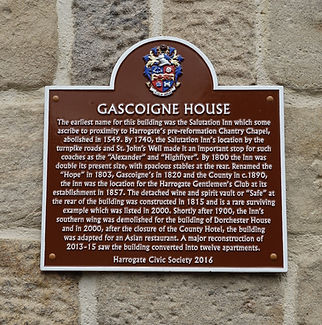 GASCOIGNE HOUSE
The earliest name for this building was the Salutation Inn which some
ascribe to proximity to Harrogate's pre-reformation Chantry Chapel,
abolished in 1549. By 1740, the Salutation Inn's location by the
turnpike roads and St. John's Well made it an important stop for such
coaches as the "Alexander" and "Highflyer". By 1800 the Inn was
double its present size, with spacious stables at the rear. Renamed the
"Hope" in 1803, Gascoigne's in 1820 and the County in c.1890,
the inn was the location for the Harrogate Gentlemen's Club at its
establishment in 1857. The detached wine and spirit vault or "Safe" at
the rear of the building was constructed in 1815 and is a rare surviving
example which was listed in 2000. Shortly after 1900, the Inn's
southern wing was demolished for the building of Dorchester House
and in 2000, after the closure of the County Hotel, the building
was adapted for an Asian restaurant. A major reconstruction of
2013-15 saw the building converted into twelve apartments.
Harrogate Civic Society 2016